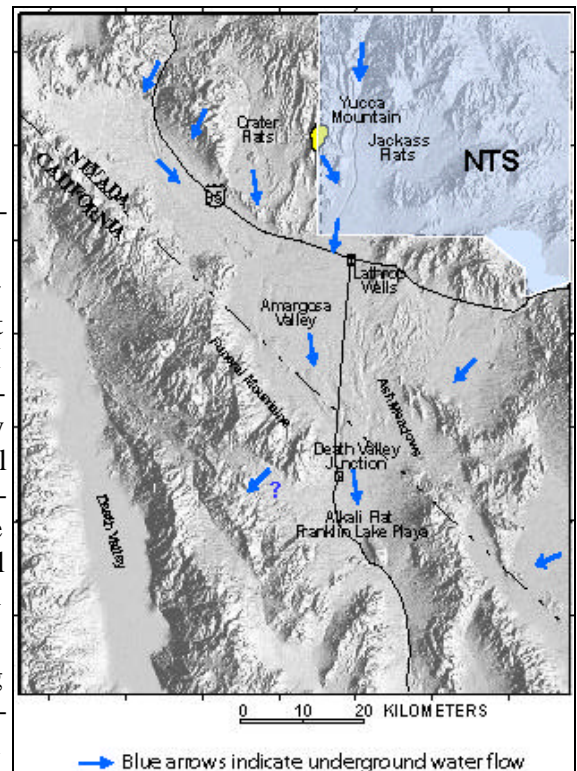 Yucca
Mountain
Crater
Flats
Jackass
Flats
NTS
NEVADA
CALIFORNIA
95
Lathrop
Wells
Amargosa
Valley
Funeral Mountains
Ash Meadows
Death Valley
Junction
?
Death Valley
Alkali Flat
Franklin Lake Playa
0 10 20 KILOMETERS
Blue arrows indicate underground water flow